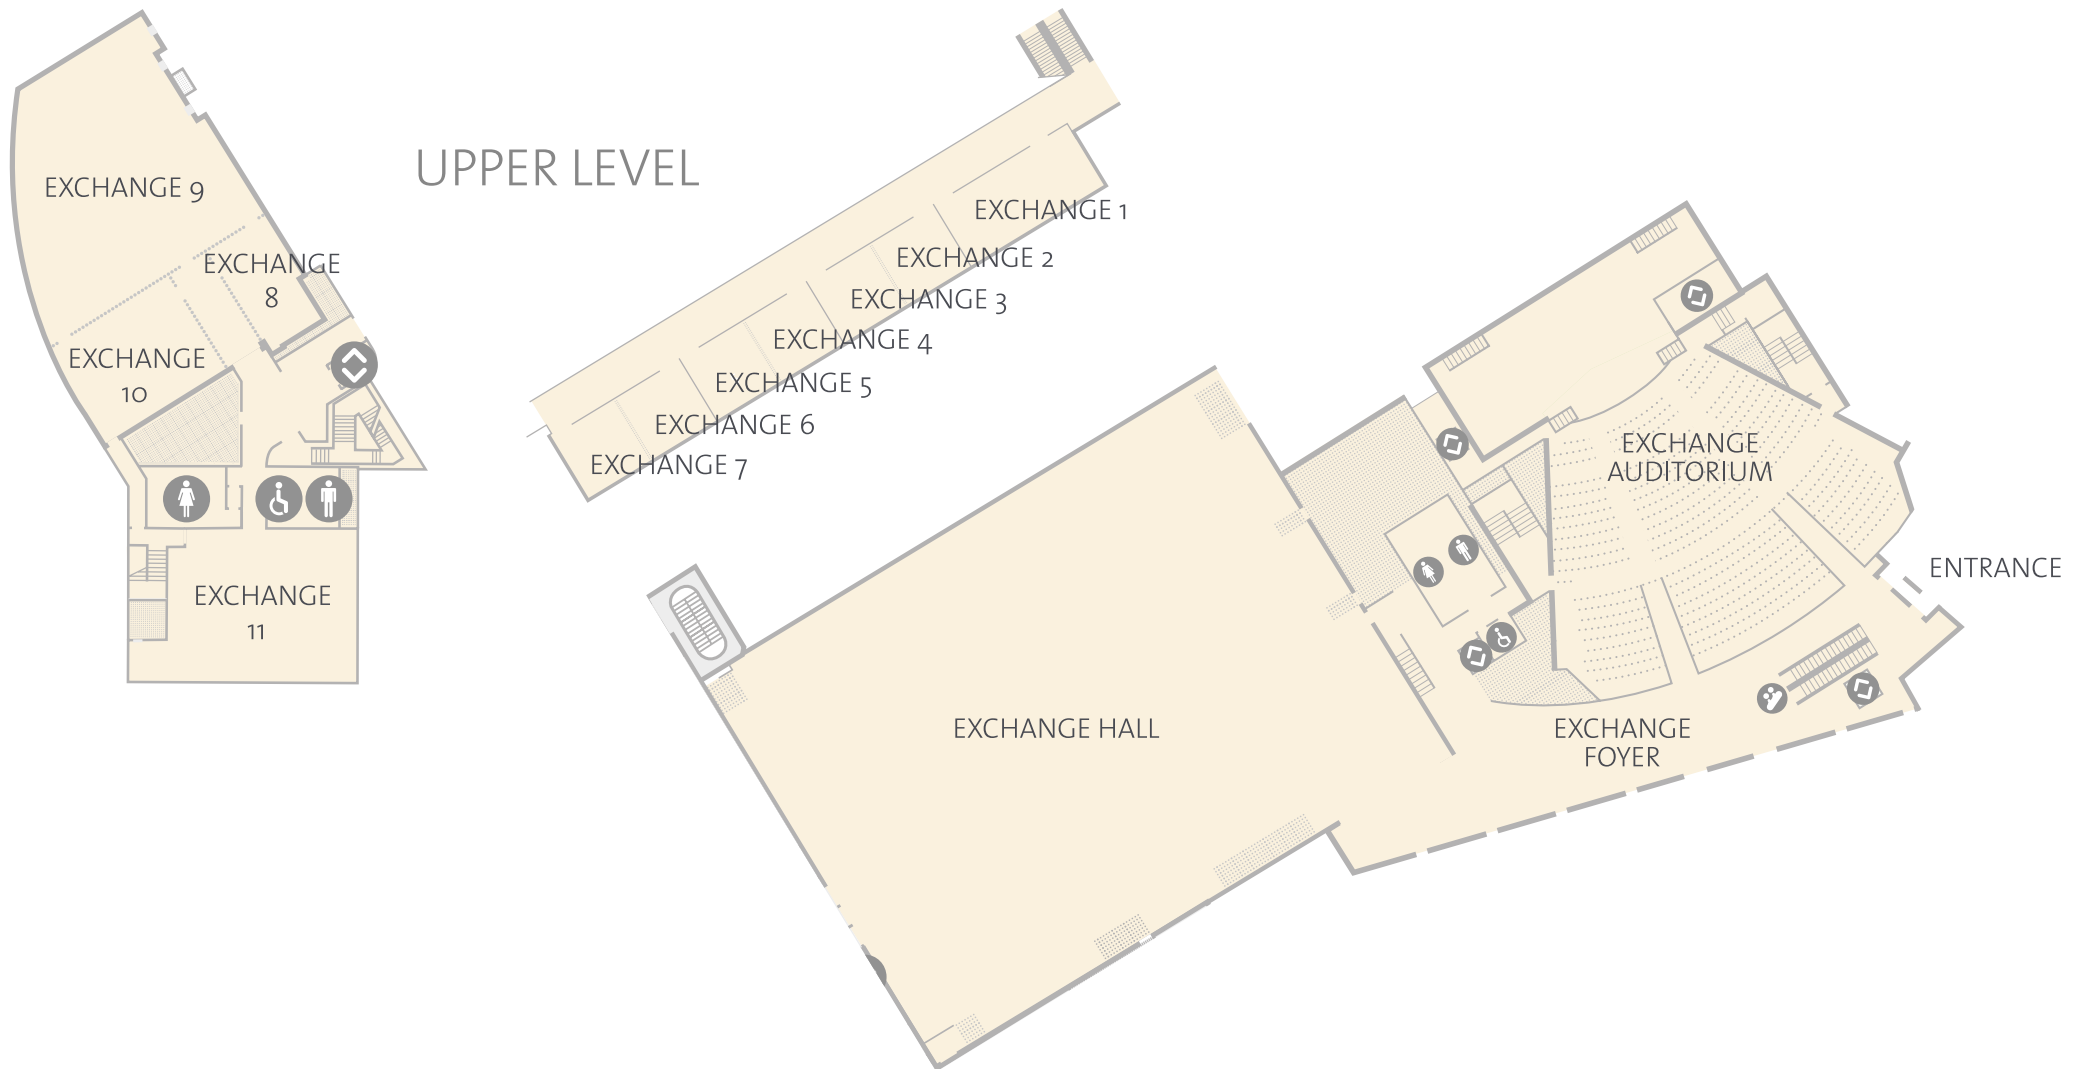 UPPER LEVEL
EXCHANGE 9
EXCHANGE
8
EXCHANGE
10
EXCHANGE
11
EXCHANGE 1
EXCHANGE 2
EXCHANGE 3
EXCHANGE 4
EXCHANGE 5
EXCHANGE 6
EXCHANGE 7
EXCHANGE
AUDITORIUM
ENTRANCE
EXCHANGE HALL
EXCHANGE
FOYER